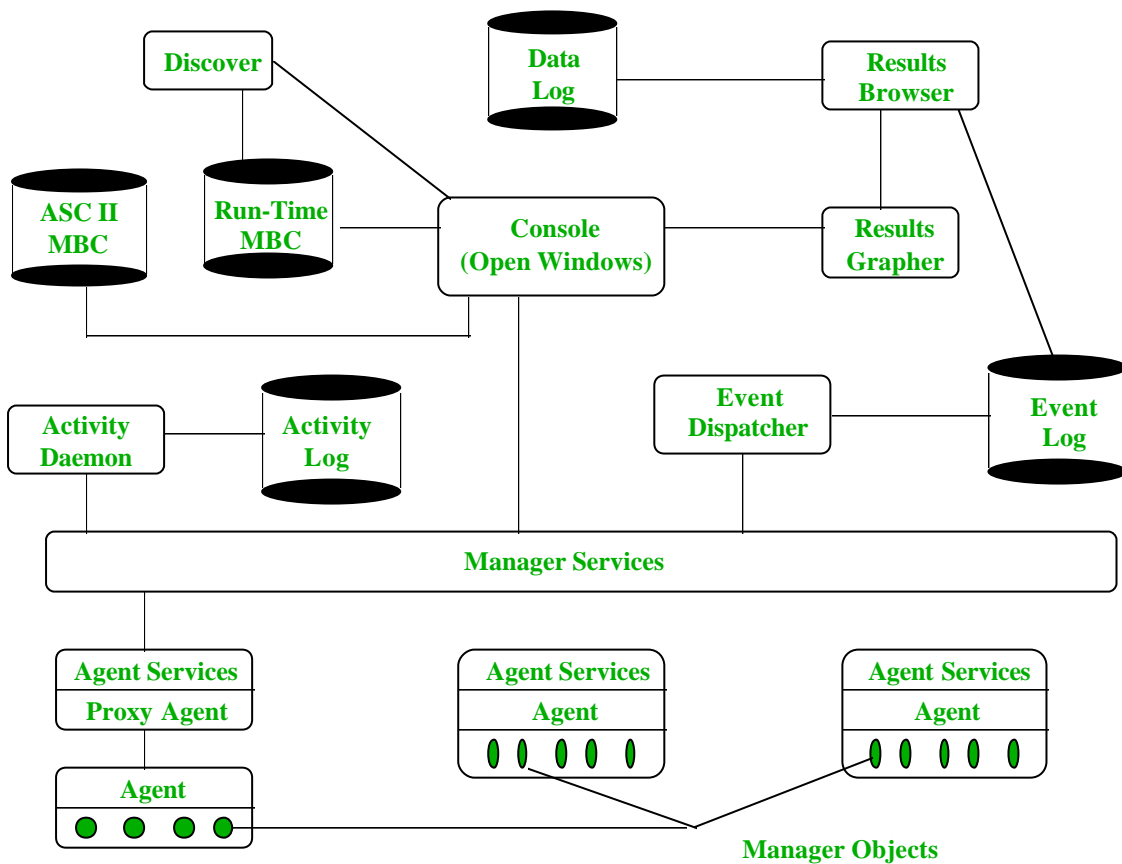 Discover
Data
Log
Results
Browser
ASC II
MBC
Run-Time
MBC
Console
(Open Windows)
Results
Grapher
Activity
Daemon
Activity
Log
Event
Dispatcher
Event
Log
Manager Services
Agent Services
Proxy Agent
Agent
Agent Services
Agent
Agent Services
Agent
Manager Objects